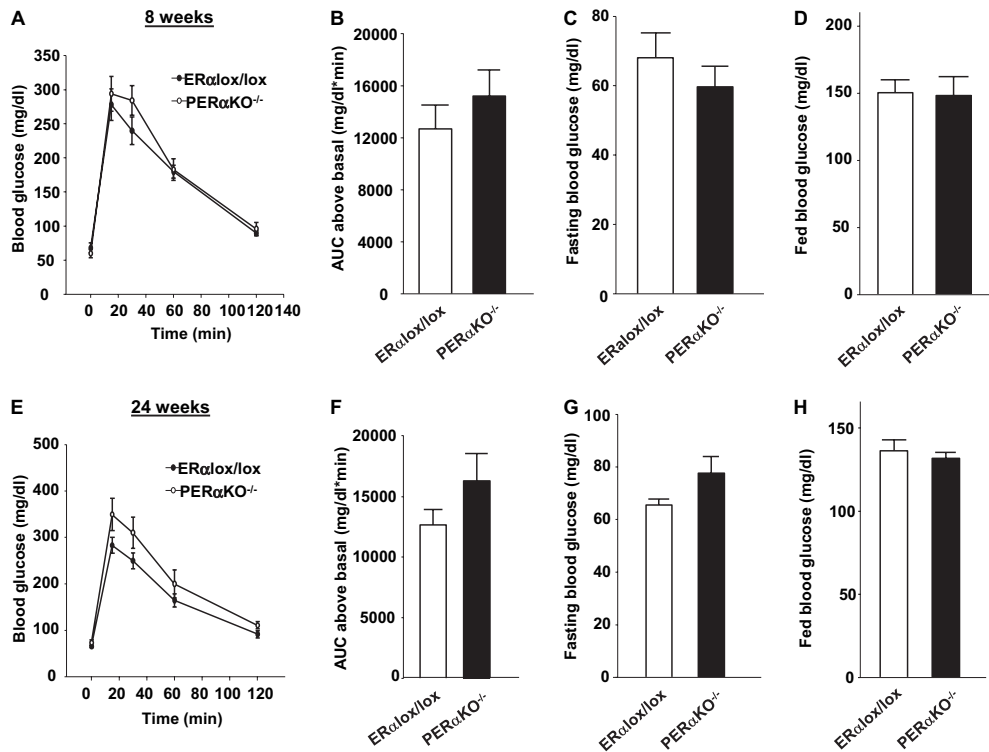 A
8 weeks
ERαlox/lox
PERαKO-/-
Blood glucose (mg/dl)
350
300
250
200
150
100
50
0
0 20 40 60 80 100 120 140
Time (min)
B
AUC above basal (mg/dl*min)
20000
16000
12000
8000
4000
0
ERαlox/lox
PERαKO-/-
C
Fasting blood glucose (mg/dl)
80
60
40
20
0
ERalox/lox
PERαKO-/-
D
Fed blood glucose (mg/dl)
200
150
100
50
0
ERαlox/lox
PERαKO-/-
E
24 weeks
ERαlox/lox
PERαKO-/-
Blood glucose (mg/dl)
500
400
300
200
100
0
0 20 40 60 80 100 120
Time (min)
F
AUC above basal (mg/dl*min)
20000
15000
10000
5000
0
ERαlox/lox
PERαKO-/-
G
Fasting blood glucose (mg/dl)
100
80
60
40
20
0
ERαlox/lox
PERαKO-/-
H
Fed blood glucose (mg/dl)
150
100
50
0
ERαlox/lox
PERαKO-/-